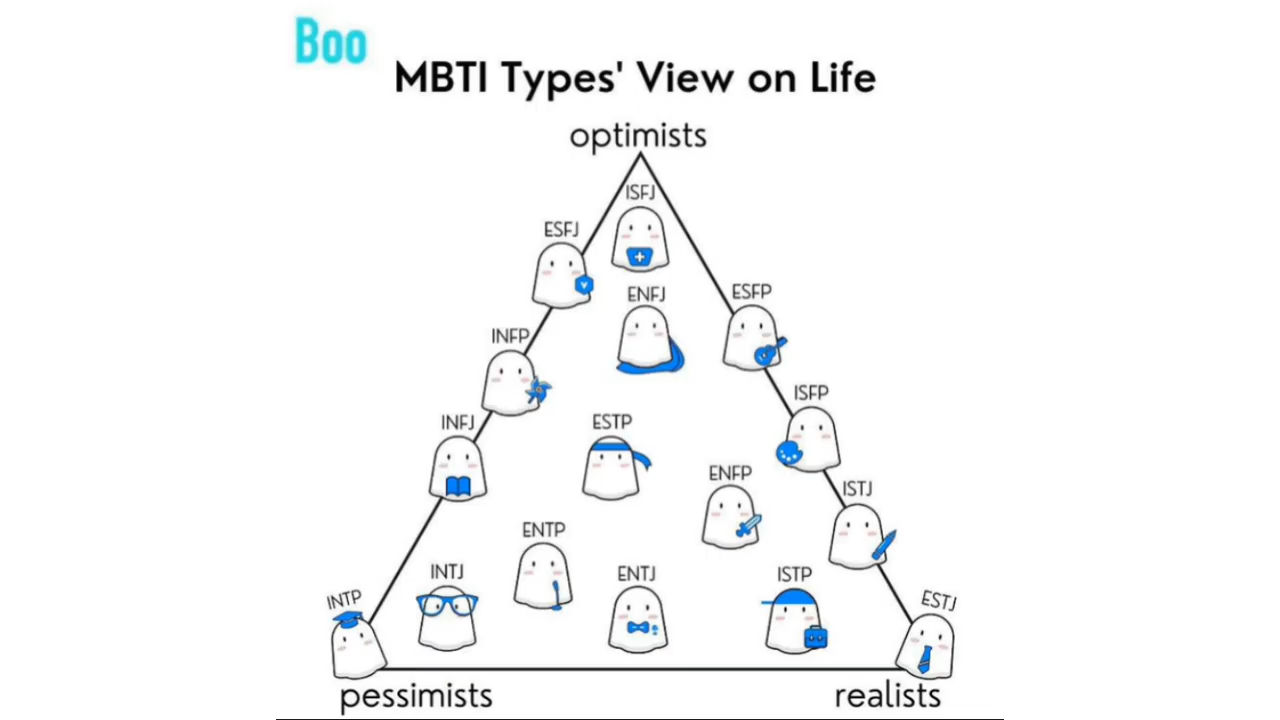 Boo
MBTI Types' View on Life
optimists
ISFJ
ESFJ
ENFJ
ESFP
INFP
ISFP
INFJ
ESTP
ENFP
ISTJ
ENTP
INTJ
ENTJ
ISTP
INTP
ESTJ
pessimists
realists